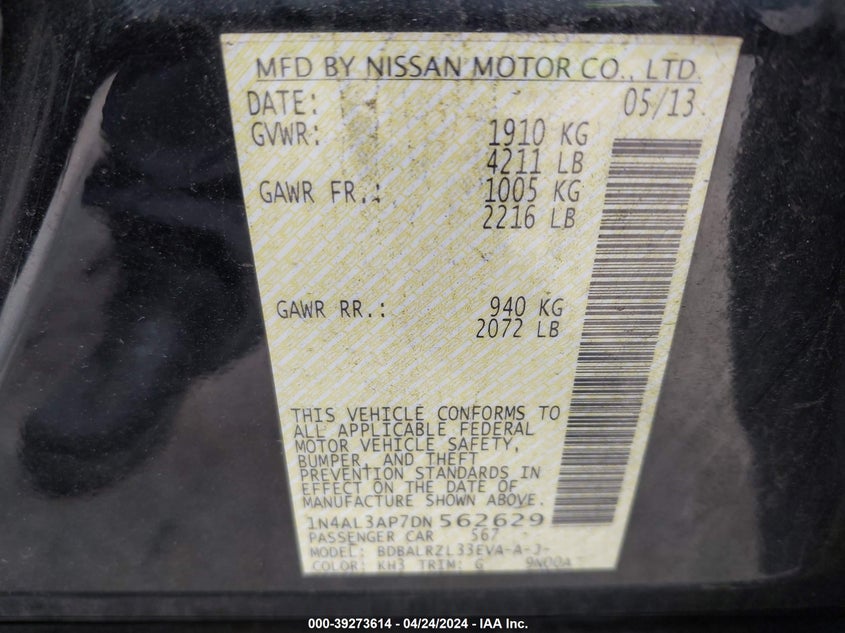 MFD BY NISSAN MOTOR CO., LTD.
DATE: 05/13
GVWR: 1910 KG
4211 LB
GAWR FR.: 1005 KG
2216 LB
GAWR RR.: 940 KG
2072 LB
THIS VEHICLE CONFORMS TO
ALL APPLICABLE FEDERAL
MOTOR VEHICLE SAFETY,
BUMPER, AND THEFT
PREVENTION STANDARDS IN
EFFECT ON THE DATE OF
MANUFACTURE SHOWN ABOVE.
1N4AL3AP7DN562629
PASSENGER CAR 567
MODEL: BDBALRZL33EVA-A-J-
COLOR: KH3 TRIM: G 9N00A
000-39273614 - 04/24/2024 - IAA Inc.